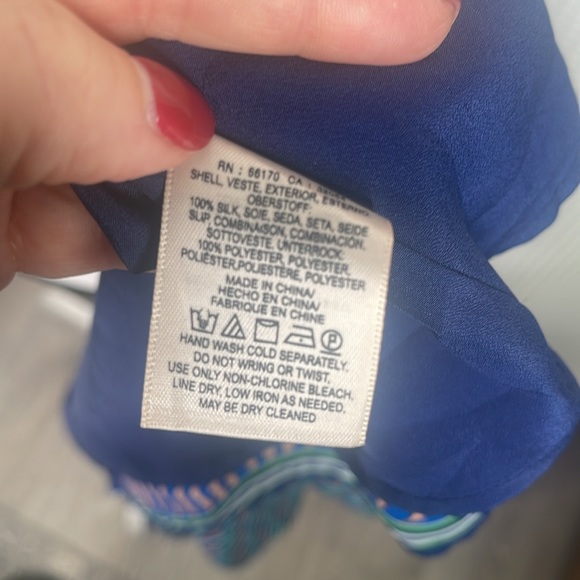 RN : 66170 CA :
SHELL, VESTE, EXTERIOR, ESTERNO,
OBERSTOFF:
100% SILK, SOIE, SEDA, SETA, SEIDE
SLIP, COMBINAISON, COMBINACIÓN,
SOTTOVESTE, UNTERROCK:
100% POLYESTER, POLYESTER,
POLIÉSTER,POLIESTERE, POLYESTER
MADE IN CHINA/
HECHO EN CHINA/
FABRIQUE EN CHINE
HAND WASH COLD SEPARATELY.
DO NOT WRING OR TWIST,
USE ONLY NON-CHLORINE BLEACH.
LINE DRY, LOW IRON AS NEEDED.
MAY BE DRY CLEANED